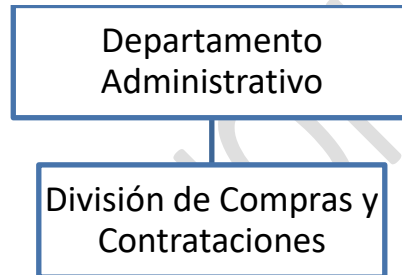 Departamento
Administrativo
División de Compras y
Contrataciones